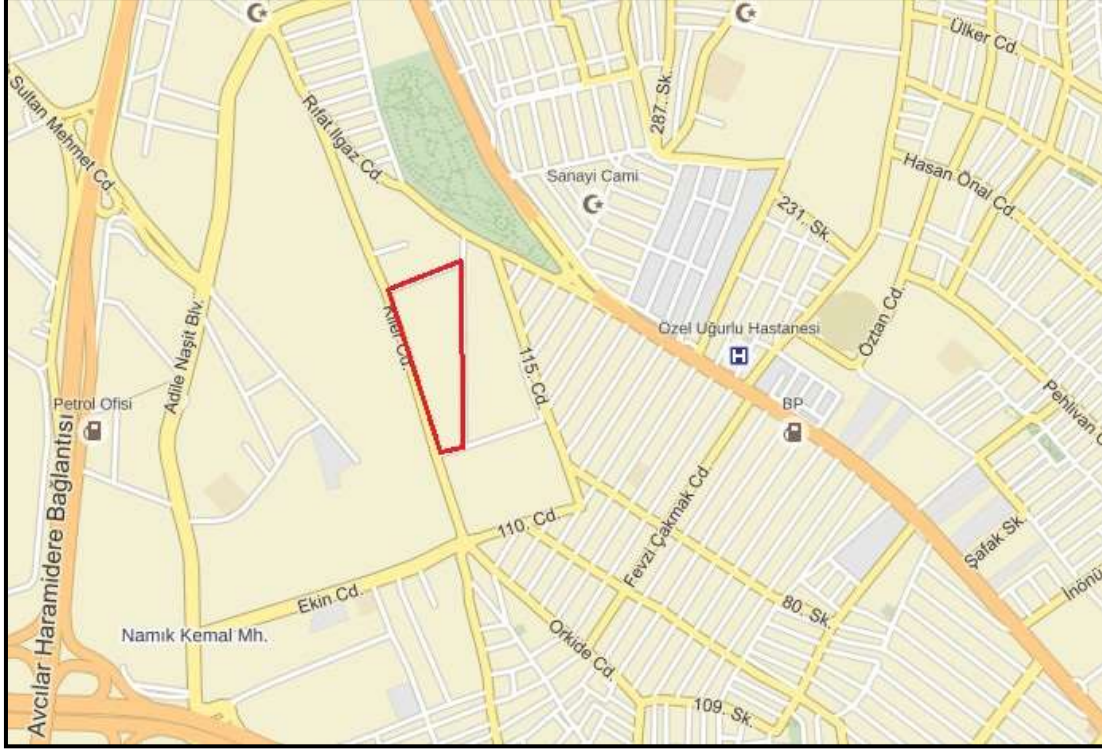 Ülker Cd.
Sultan Mehmet Cd.
Rıfat Ilgaz Cd.
287. Sk.
Sanayi Cami
Hasan Önal Cd.
231. Sk.
Kiler Cd.
Adile Naşit Blv.
Özel Uğurlu Hastanesi
H
Öztan Cd.
115. Cd.
Petrol Ofisi
BP
Pehlivan C
Avcılar Haramidere Bağlantısı
Fevzi Çakmak Cd.
110. Cd.
Şafak Sk.
Ekin Cd.
80. Sk.
İnönü
Namık Kemal Mh.
Orkide Cd.
109. Sk.